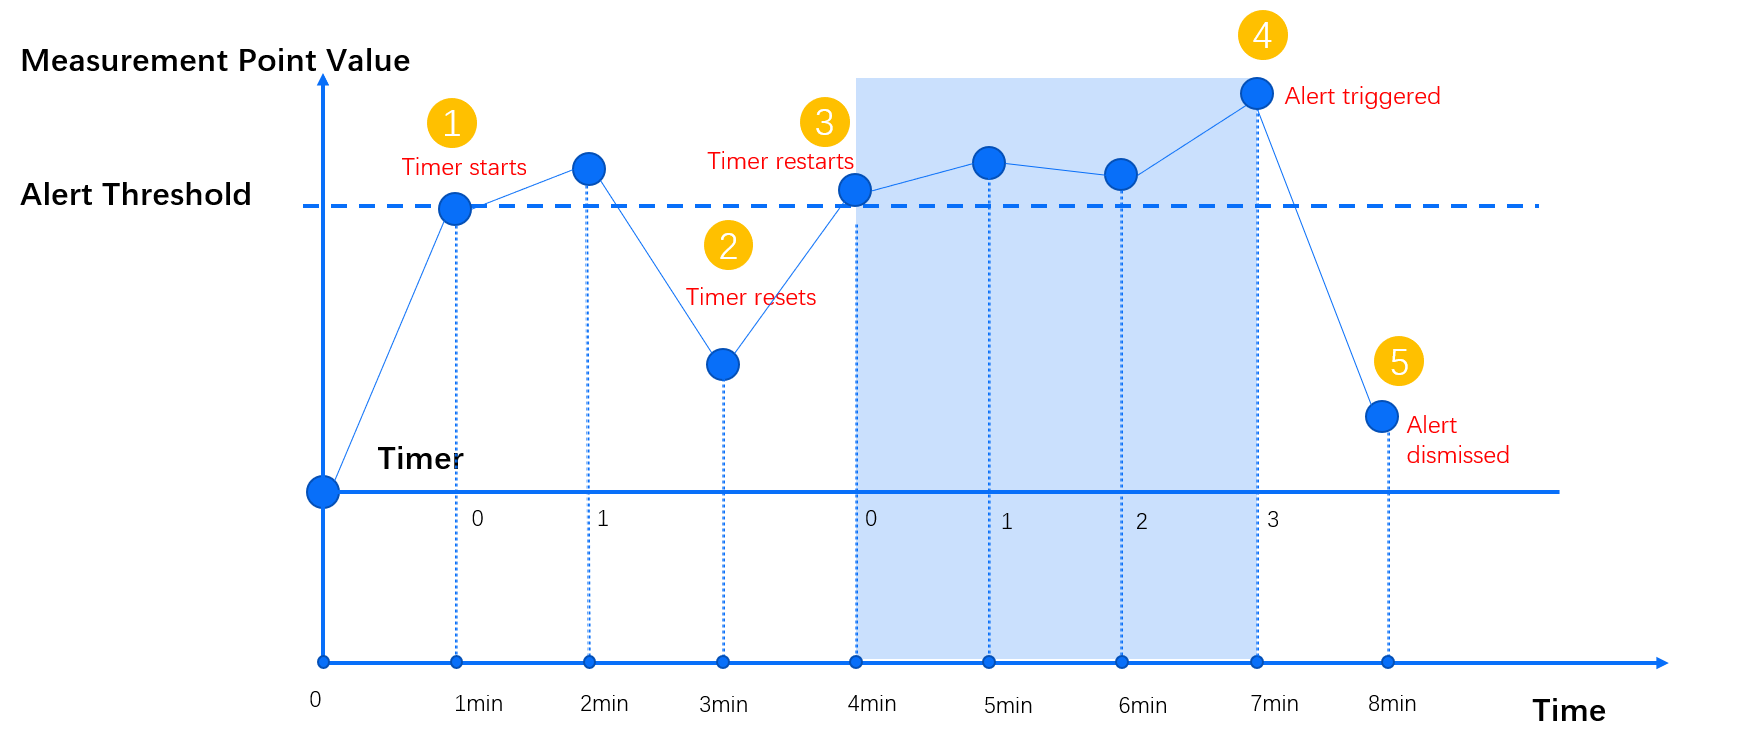 4
Measurement Point Value
Alert triggered
1
3
Timer starts
Timer restarts
Alert Threshold
2
Timer resets
5
Alert
dismissed
Timer
0
1
0
1
2
3
0
1min
2min
3min
4min
5min
6min
7min
8min
Time